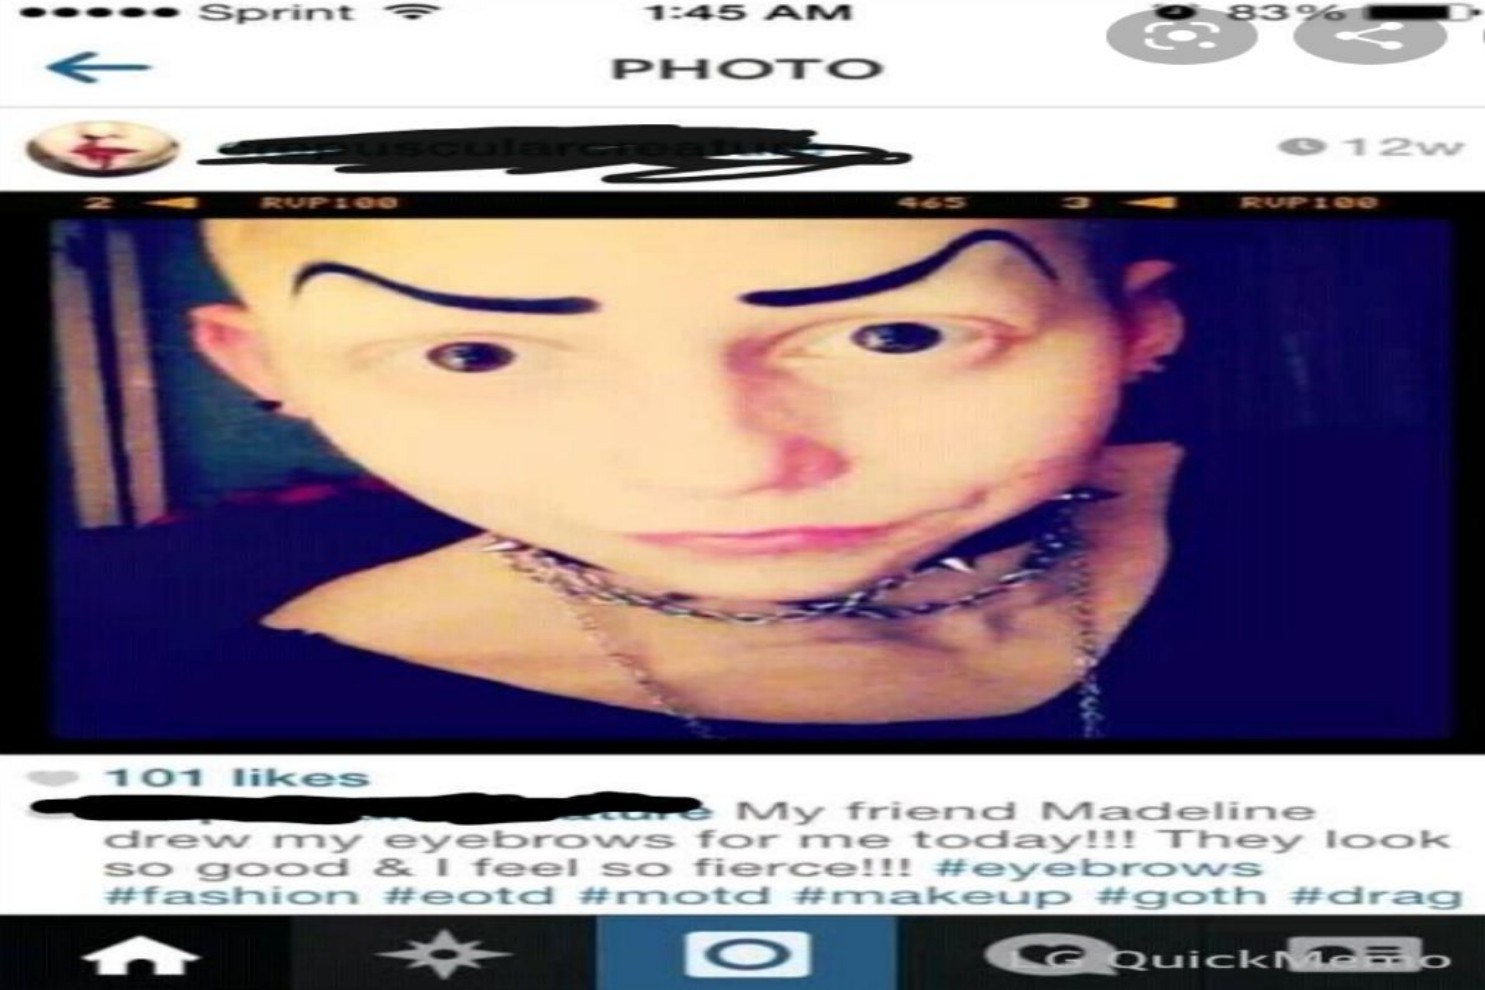 Sprint 1:45 AM 83%
PHOTO
12w
2 RVP100 465 3 RVP100
101 likes
My friend Madeline
drew my eyebrows for me today!!! They look
so good & I feel so fierce!!! #eyebrows
#fashion #eotd #motd #makeup #goth #drag
LG QuickMemo